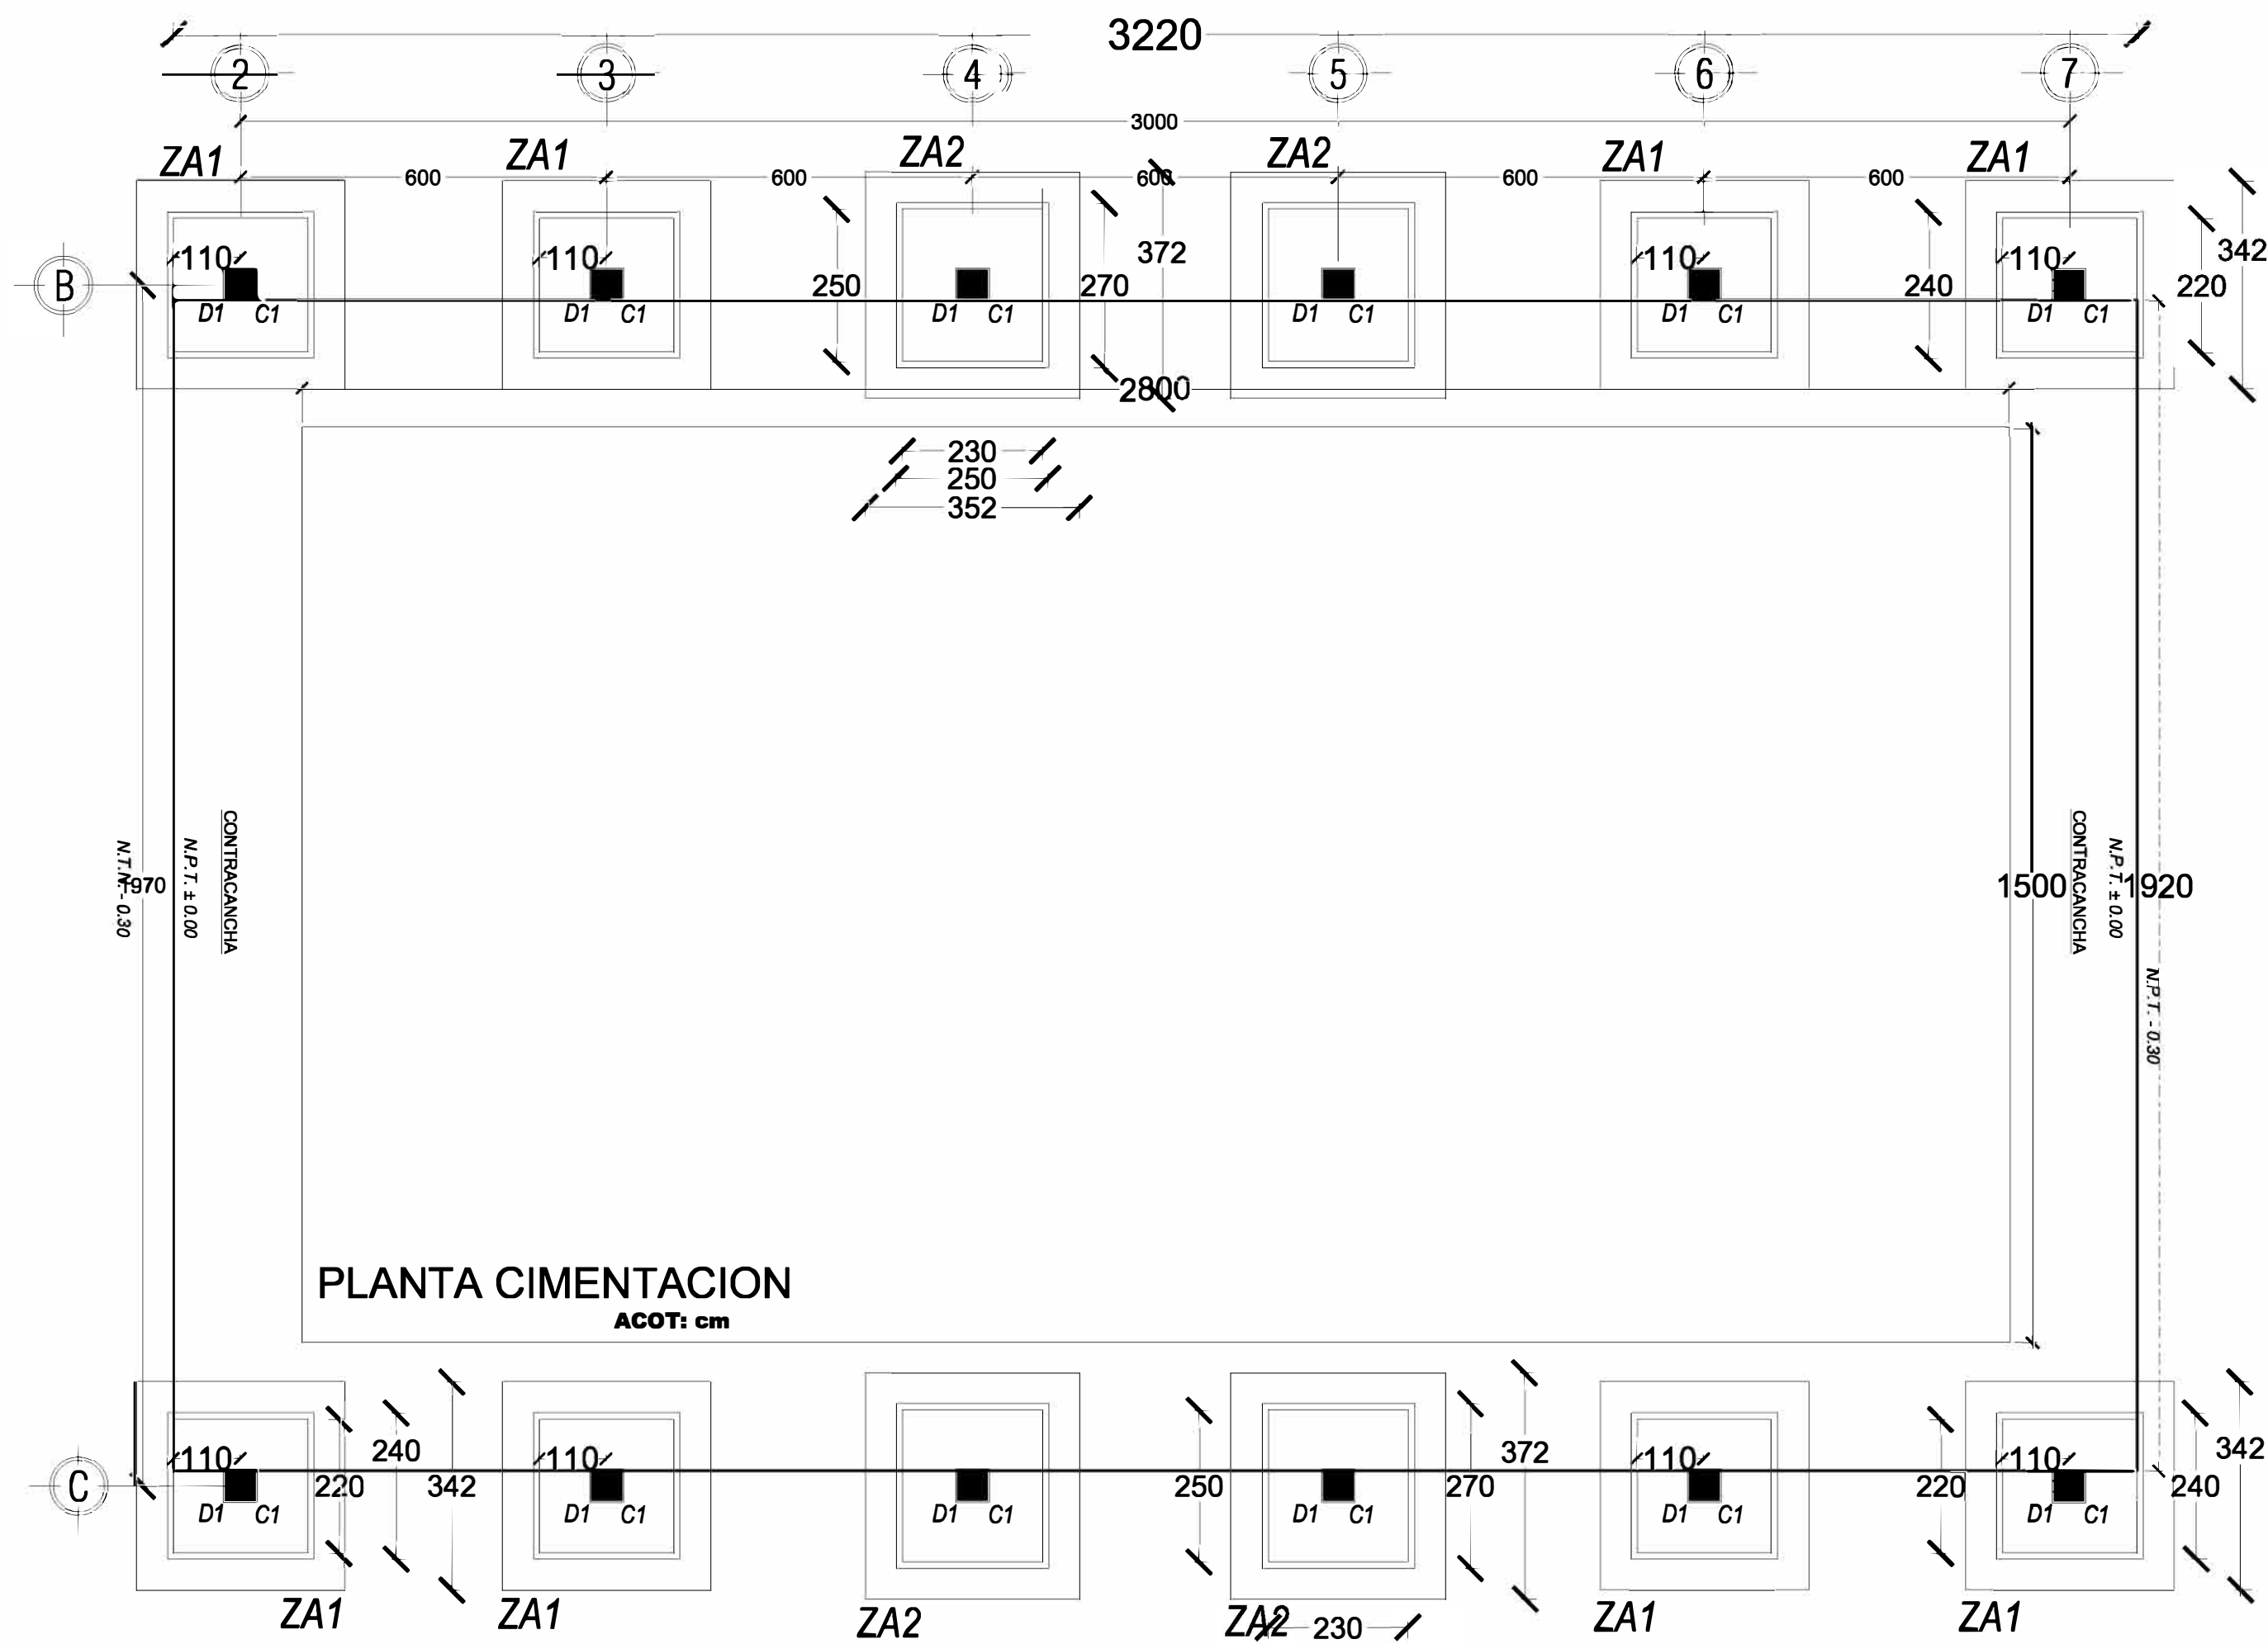 3220
2 3 4 5 6 7
3000
ZA1 ZA1 ZA2 ZA2 ZA1 ZA1
600 600 600 600 600
110 110 372 110 110 342
B 250 270 240 220
D1 C1 D1 C1 D1 C1 D1 C1 D1 C1 D1 C1
2800
230
250
352
N.T.N. - 0.30
1970
N.P.T. ± 0.00
CONTRACANCHA
1500
CONTRACANCHA
N.P.T. ± 0.00
1920
N.P.T. - 0.30
PLANTA CIMENTACION
ACOT: cm
110 240 110 372 110 110 342
C 220 342 250 270 220 240
D1 C1 D1 C1 D1 C1 D1 C1 D1 C1 D1 C1
ZA1 ZA1 ZA2 ZA2 230 ZA1 ZA1